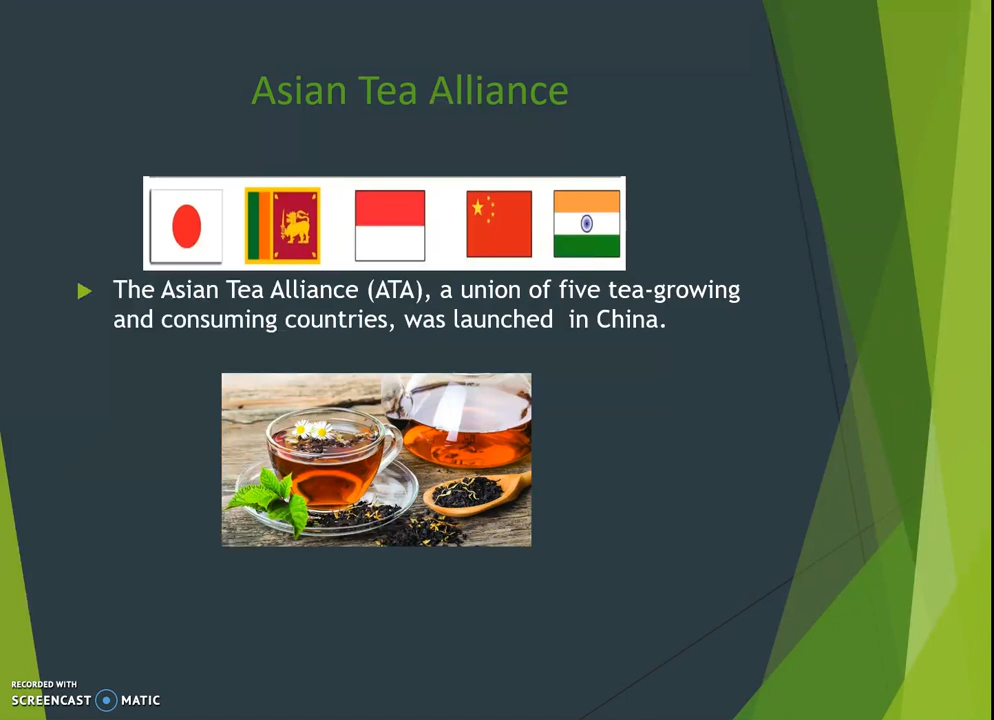 Asian Tea Alliance
The Asian Tea Alliance (ATA), a union of five tea-growing
and consuming countries, was launched  in China.
RECORDED WITH
SCREENCAST MATIC